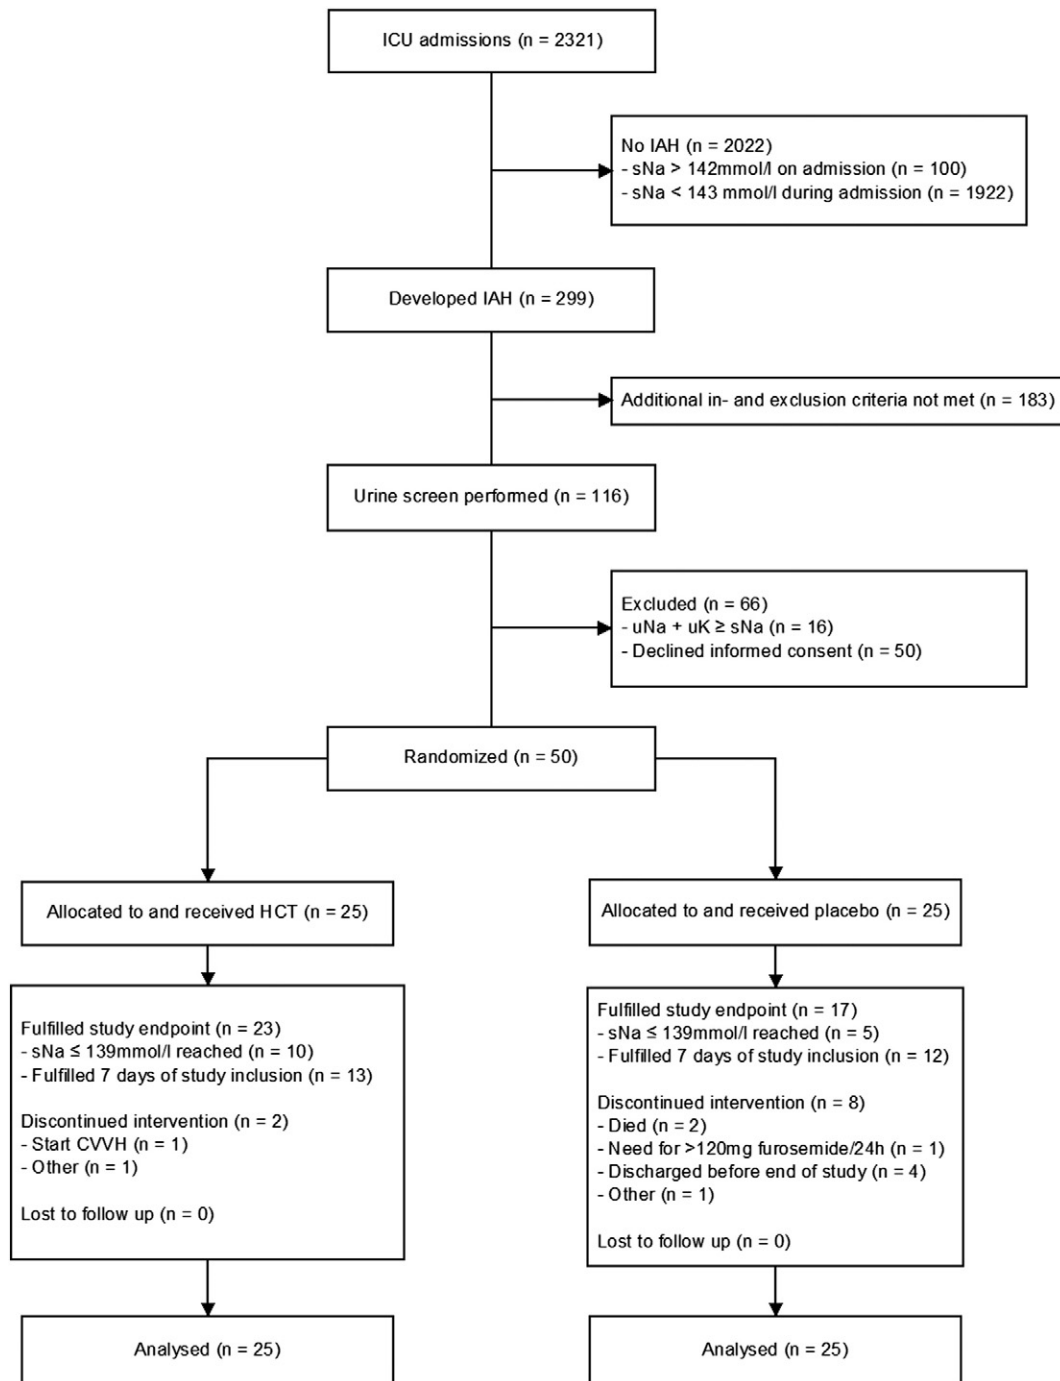 ICU admissions (n = 2321)
No IAH (n = 2022)
- sNa > 142mmol/l on admission (n = 100)
- sNa < 143 mmol/l during admission (n = 1922)
Developed IAH (n = 299)
Additional in- and exclusion criteria not met (n = 183)
Urine screen performed (n = 116)
Excluded (n = 66)
- uNa + uK ≥ sNa (n = 16)
- Declined informed consent (n = 50)
Randomized (n = 50)
Allocated to and received HCT (n = 25)
Fulfilled study endpoint (n = 23)
- sNa ≤ 139mmol/l reached (n = 10)
- Fulfilled 7 days of study inclusion (n = 13)
Discontinued intervention (n = 2)
- Start CVVH (n = 1)
- Other (n = 1)
Lost to follow up (n = 0)
Analysed (n = 25)
Allocated to and received placebo (n = 25)
Fulfilled study endpoint (n = 17)
- sNa ≤ 139mmol/l reached (n = 5)
- Fulfilled 7 days of study inclusion (n = 12)
Discontinued intervention (n = 8)
- Died (n = 2)
- Need for >120mg furosemide/24h (n = 1)
- Discharged before end of study (n = 4)
- Other (n = 1)
Lost to follow up (n = 0)
Analysed (n = 25)